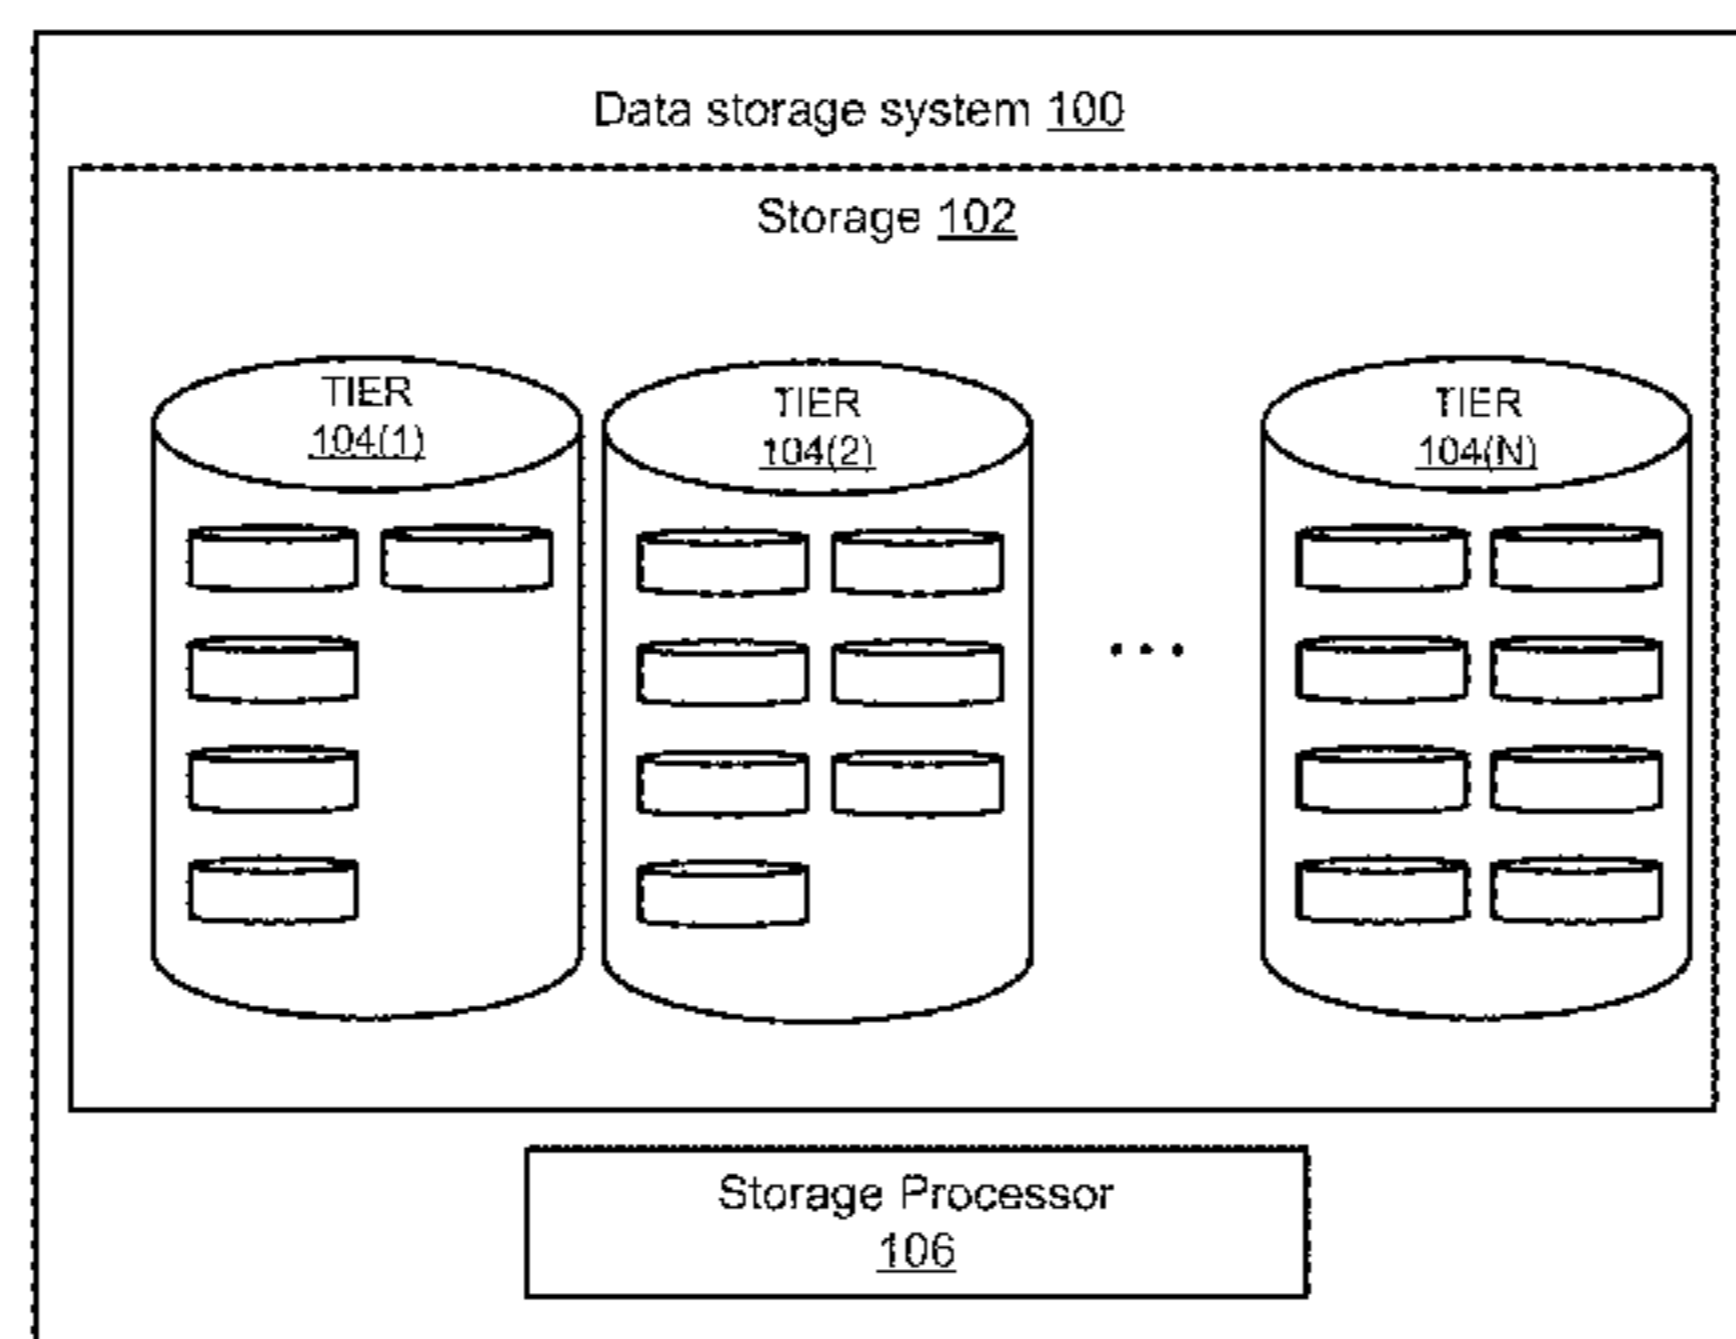 Data storage system 100
Storage 102
TIER
104(1)
TIER
104(2)
TIER
104(N)
...
Storage Processor
106